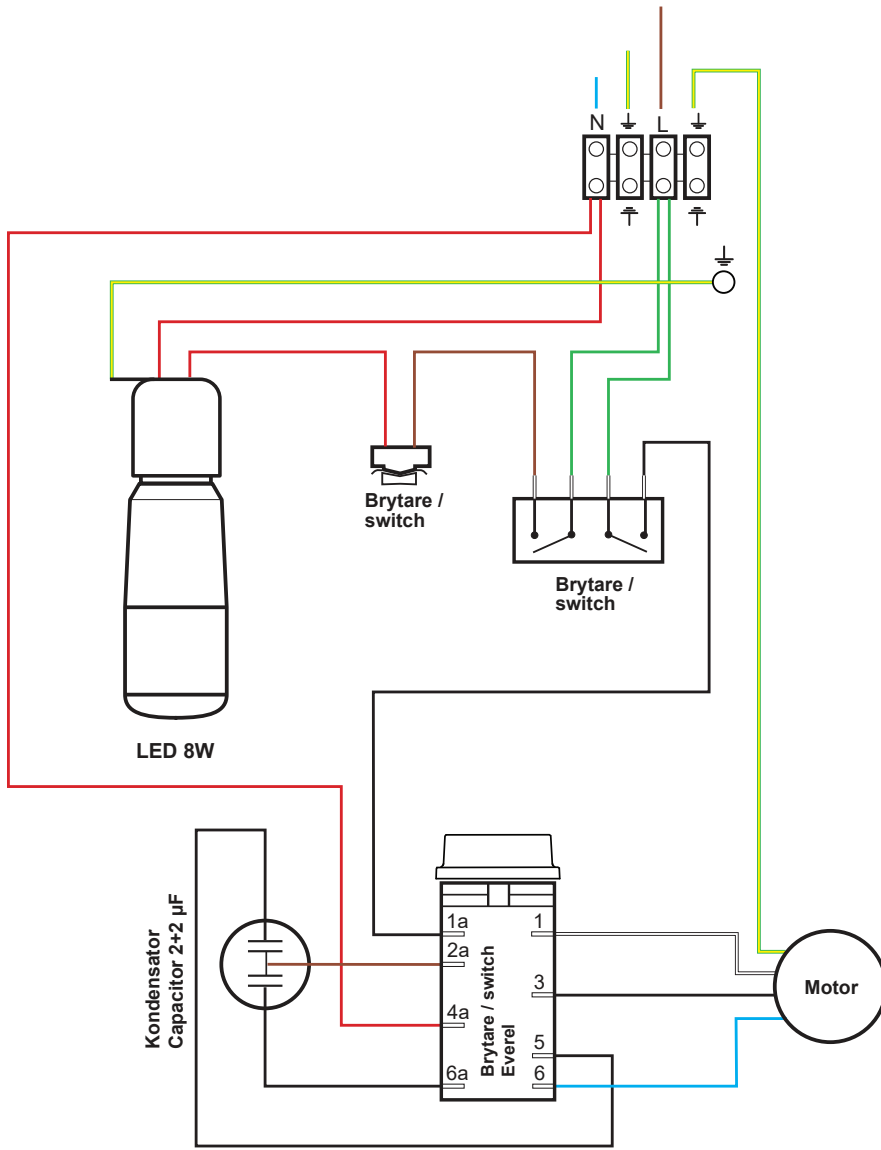 N L
Brytare /
switch
Brytare /
switch
LED 8W
Kondensator
Capacitor 2+2 µF
1a 1
2a
3
4a
5
6a 6
Brytare / switch
Everel
Motor